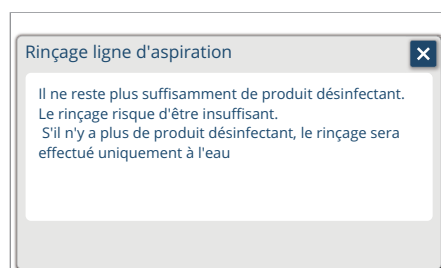 Rinçage ligne d'aspiration
Il ne reste plus suffisamment de produit désinfectant.
Le rinçage risque d'être insuffisant.
S'il n'y a plus de produit désinfectant, le rinçage sera
effectué uniquement à l'eau